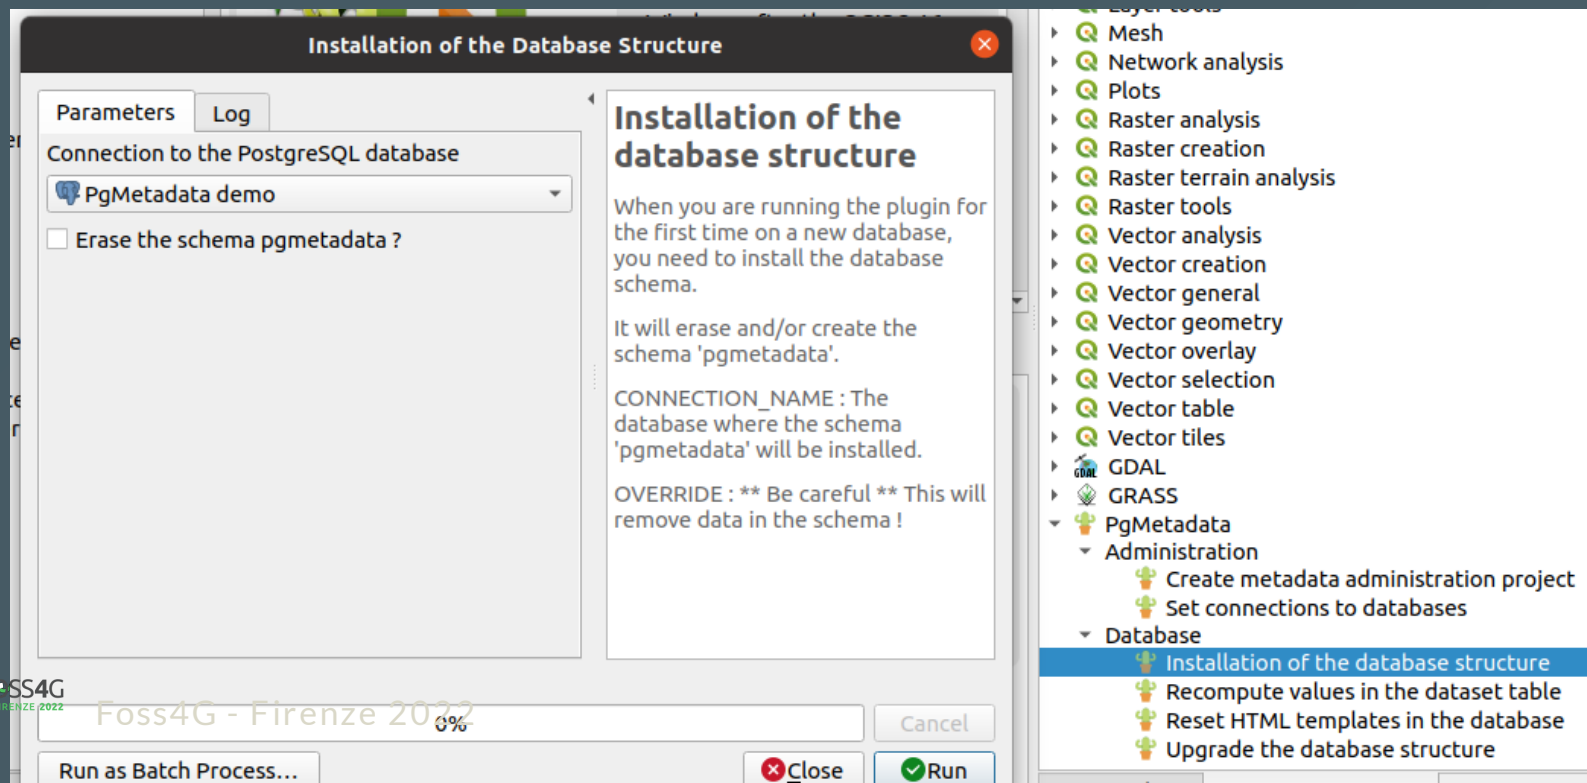 Installation of the Database Structure
Parameters
Log
Connection to the PostgreSQL database
PgMetadata demo
Erase the schema pgmetadata ?
Installation of the
database structure
When you are running the plugin for
the first time on a new database,
you need to install the database
schema.
It will erase and/or create the
schema 'pgmetadata'.
CONNECTION_NAME : The
database where the schema
'pgmetadata' will be installed.
OVERRIDE : ** Be careful ** This will
remove data in the schema !
0%
Cancel
Run as Batch Process...
Close
Run
Layer tools
Mesh
Network analysis
Plots
Raster analysis
Raster creation
Raster terrain analysis
Raster tools
Vector analysis
Vector creation
Vector general
Vector geometry
Vector overlay
Vector selection
Vector table
Vector tiles
GDAL
GDAL
GRASS
PgMetadata
Administration
Create metadata administration project
Set connections to databases
Database
Installation of the database structure
Recompute values in the dataset table
Reset HTML templates in the database
Upgrade the database structure
SS4G
RENZE 2022
Foss4G - Firenze 2022